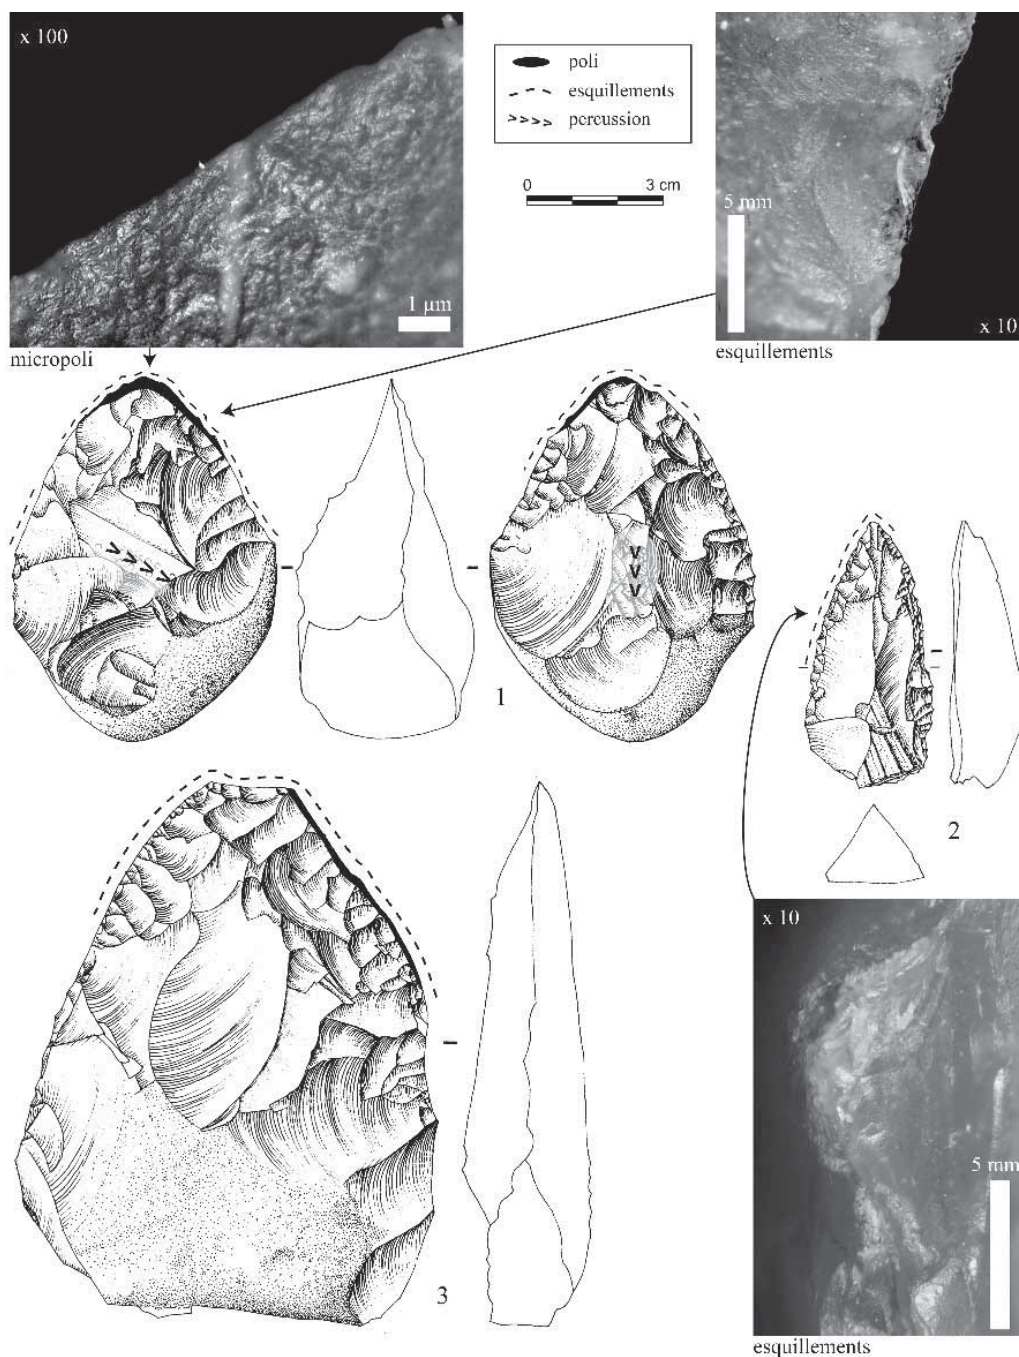 x 100
poli
esquillements
percussion
0 3 cm
5 mm
1 µm
x 10
micropoli
esquillements
1
2
x 10
5 mm
3
esquillements